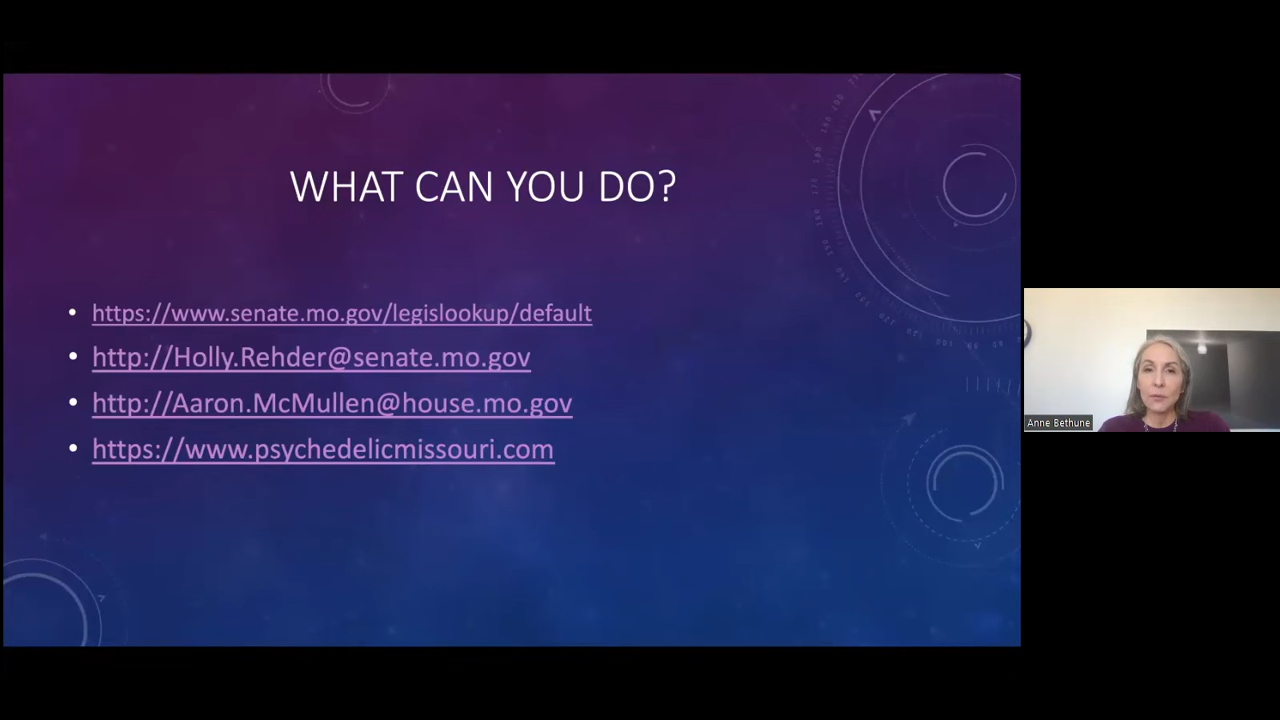 WHAT CAN YOU DO?
• https://www.senate.mo.gov/legislookup/default
• http://Holly.Rehder@senate.mo.gov
• http://Aaron.McMullen@house.mo.gov
• https://www.psychedelicmissouri.com
Anne Bethune